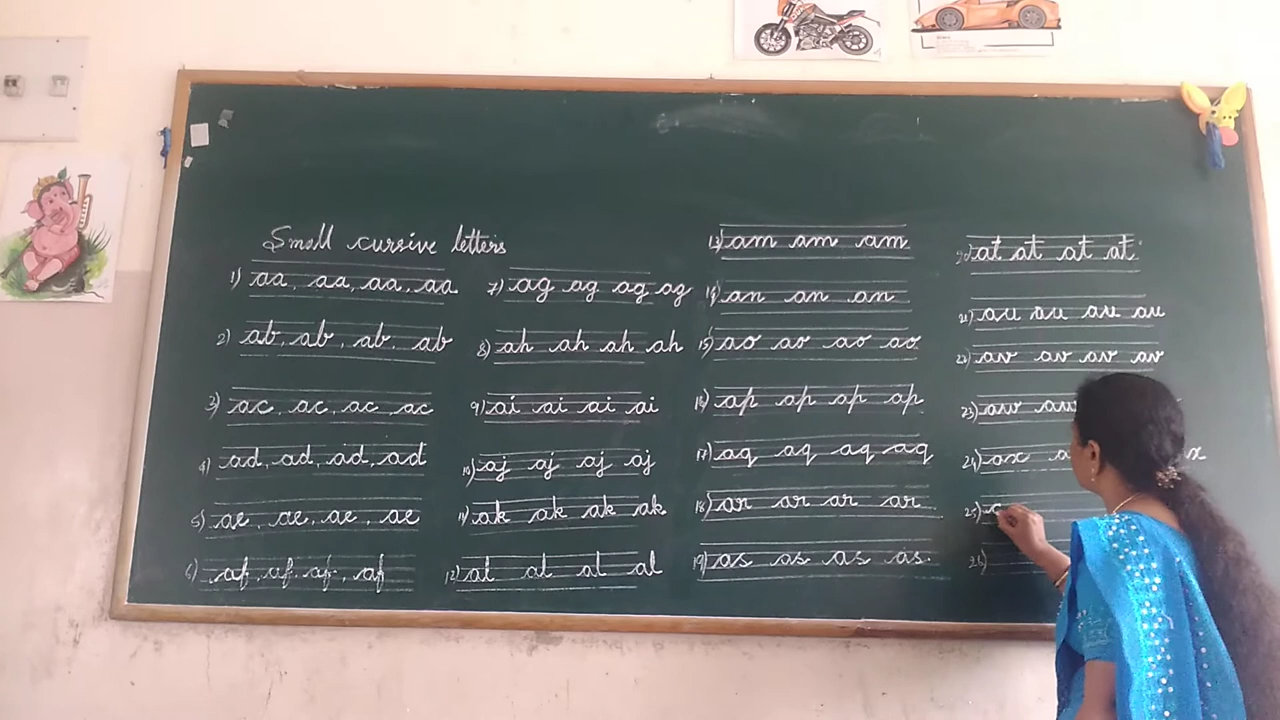 Small cursive letters
1) aa, aa, aa, aa
2) ab, ab, ab, ab
3) ac, ac, ac, ac
4) ad, ad, ad, ad
5) ae, ae, ae, ae
6) af, af, af, af
7) ag ag ag ag
8) ah ah ah ah
9) ai ai ai ai
10) aj aj aj aj
11) ak ak ak ak
12) al al al al
13) am am am
14) an an an
15) ao ao ao ao
16) ap ap ap ap
17) aq aq aq aq
18) ar ar ar ar
19) as as as as.
20) at at at at
21) au au au au
22) av av av av
23) aw aw
24) ax a x
25) a
26)